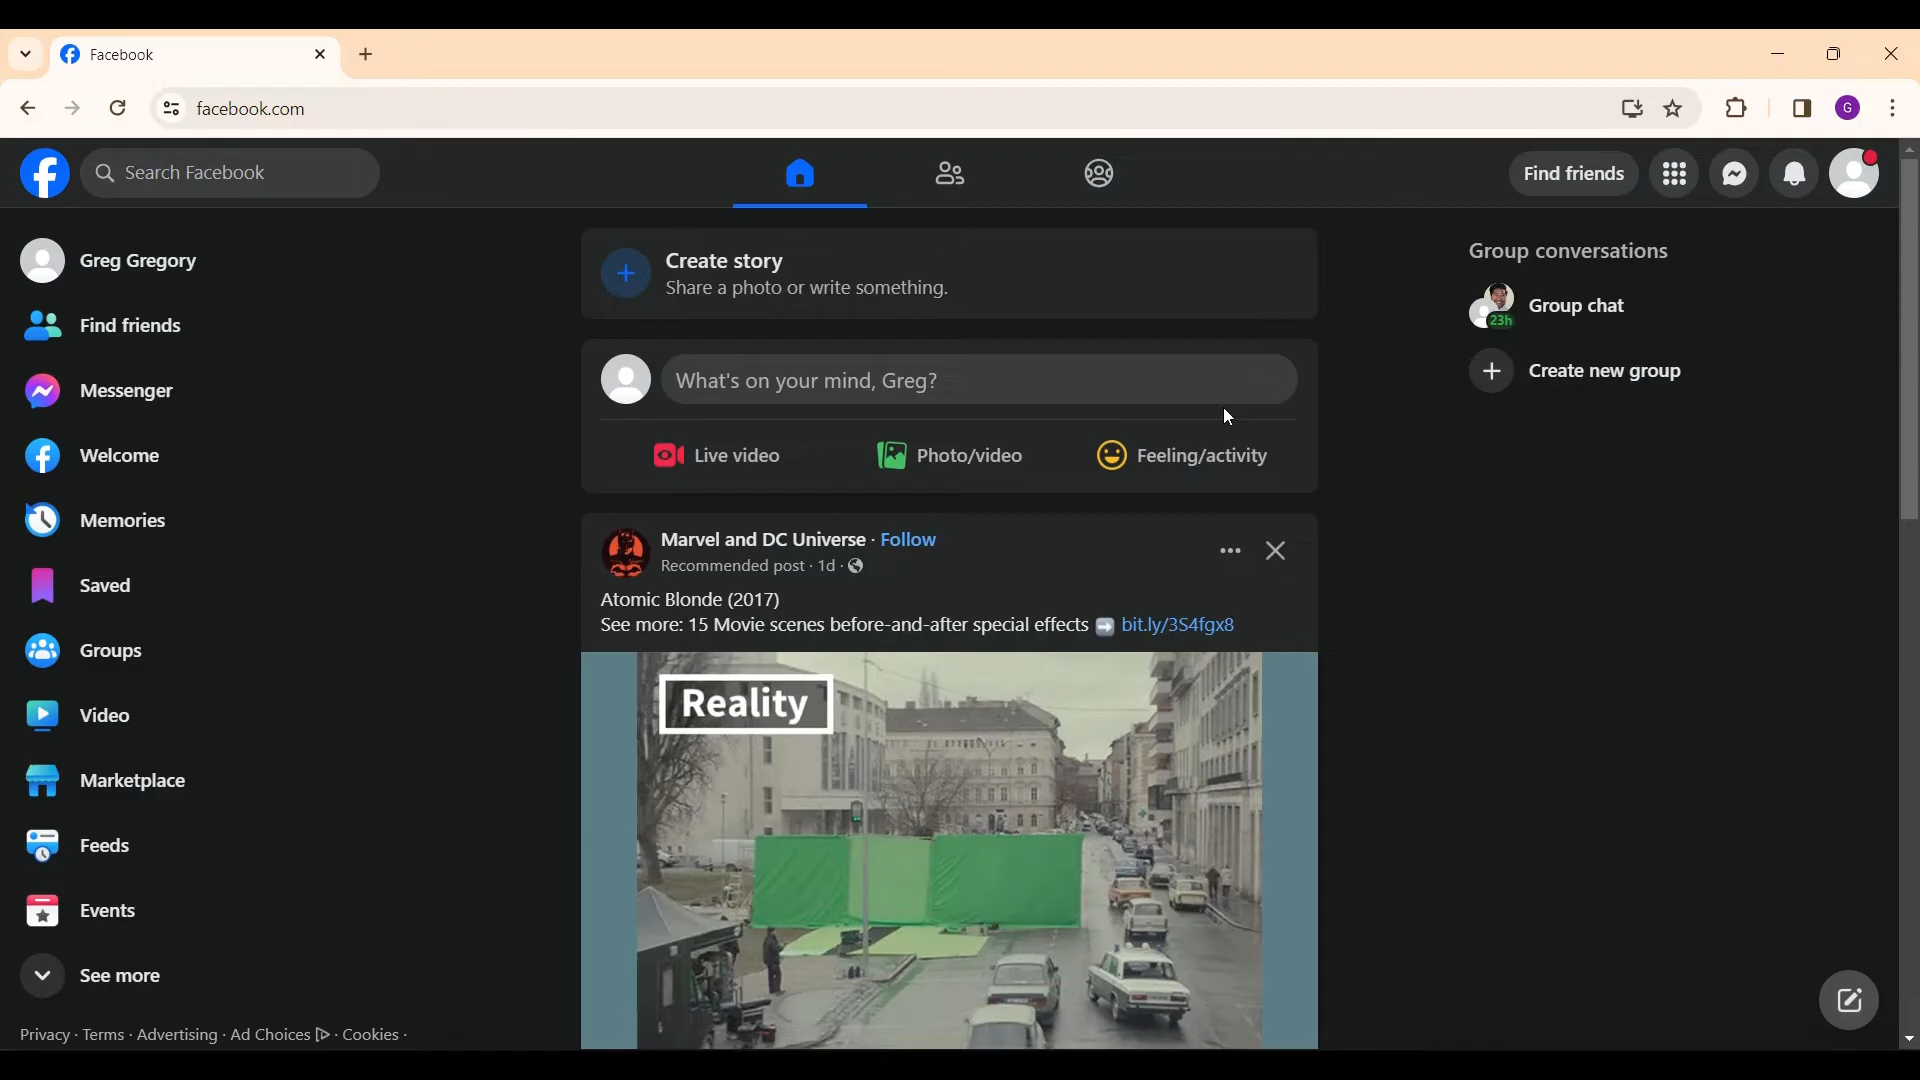 Facebook
facebook.com
G
Search Facebook
Find friends
Greg Gregory
Find friends
Messenger
Welcome
Memories
Saved
Groups
Video
Marketplace
Feeds
Events
See more
Privacy · Terms · Advertising · Ad Choices · Cookies ·
Create story
Share a photo or write something.
What's on your mind, Greg?
Live video
Photo/video
Feeling/activity
Marvel and DC Universe · Follow
Recommended post · 1d ·
Atomic Blonde (2017)
See more: 15 Movie scenes before-and-after special effects ➡️ bit.ly/3S4fgx8
Reality
Group conversations
Group chat
23h
Create new group